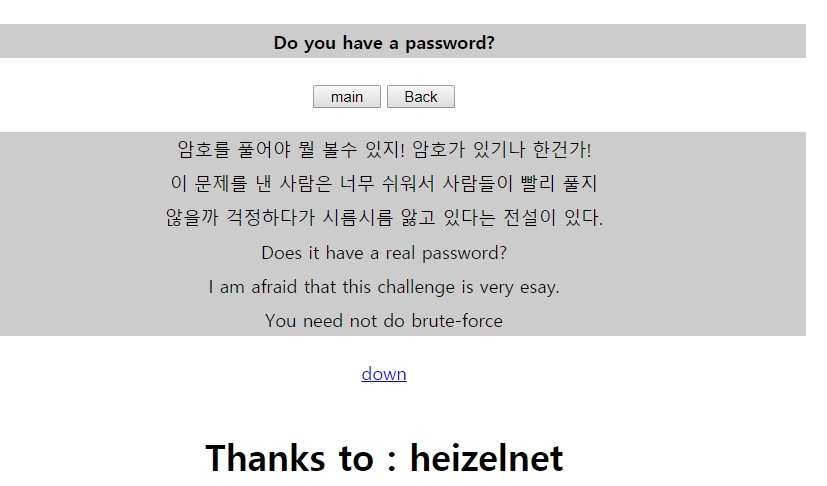 Do you have a password?
main Back
암호를 풀어야 뭘 볼수 있지! 암호가 있기나 한건가!
이 문제를 낸 사람은 너무 쉬워서 사람들이 빨리 풀지
않을까 걱정하다가 시름시름 앓고 있다는 전설이 있다.
Does it have a real password?
I am afraid that this challenge is very esay.
You need not do brute-force
down
Thanks to : heizelnet